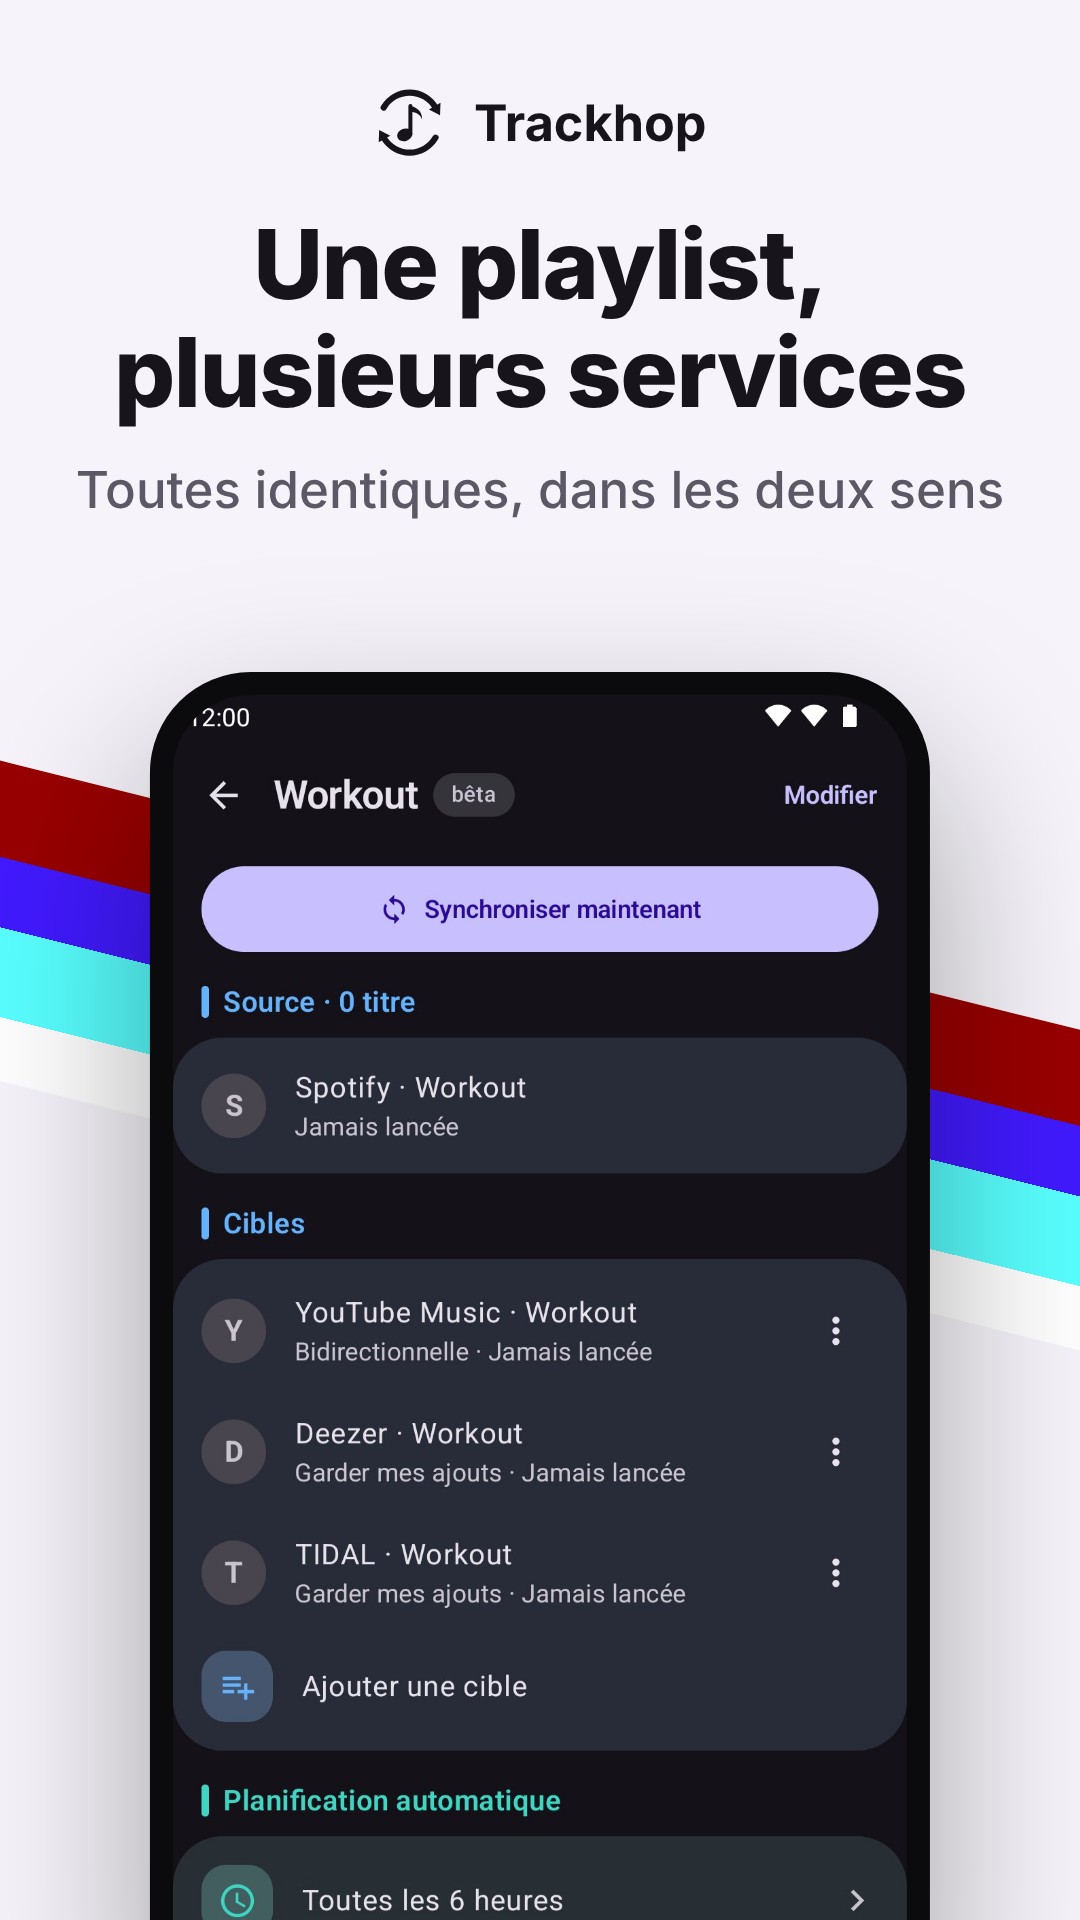 Trackhop
Une playlist,
plusieurs services
Toutes identiques, dans les deux sens
12:00
Workout bêta Modifier
Synchroniser maintenant
Source · 0 titre
S
Spotify · Workout
Jamais lancée
Cibles
Y
YouTube Music · Workout
Bidirectionnelle · Jamais lancée
D
Deezer · Workout
Garder mes ajouts · Jamais lancée
T
TIDAL · Workout
Garder mes ajouts · Jamais lancée
Ajouter une cible
Planification automatique
Toutes les 6 heures